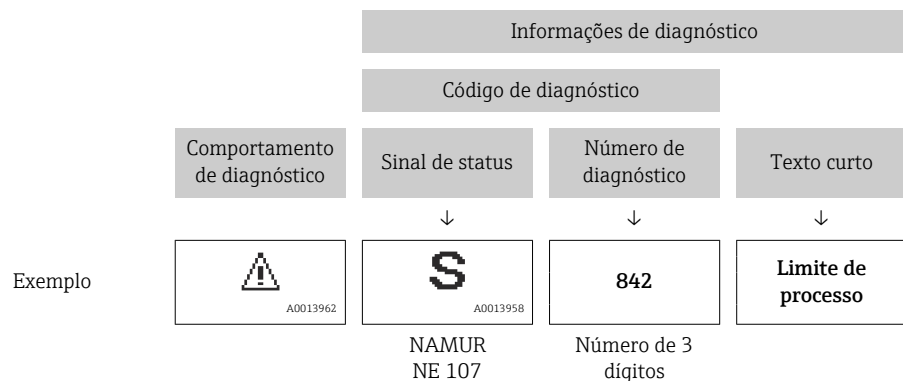 Informações de diagnóstico
Código de diagnóstico
Comportamento
de diagnóstico
Sinal de status
Número de
diagnóstico
Texto curto
↓ ↓ ↓
Exemplo
A0013962
S
A0013958
842
Limite de
processo
NAMUR
NE 107
Número de 3
dígitos